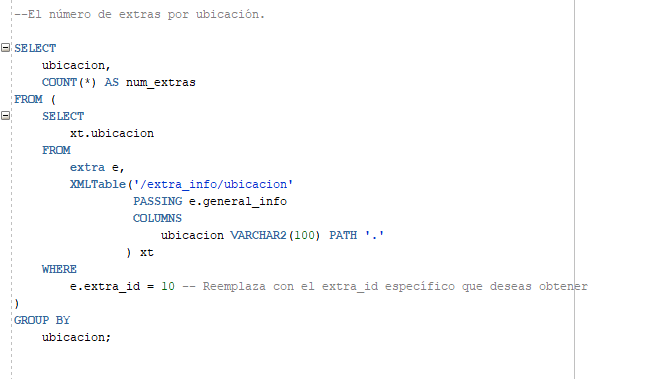 --El número de extras por ubicación.
SELECT
ubicacion,
COUNT(*) AS num_extras
FROM (
SELECT
xt.ubicacion
FROM
extra e,
XMLTable('/extra_info/ubicacion'
PASSING e.general_info
COLUMNS
ubicacion VARCHAR2(100) PATH '.'
) xt
WHERE
e.extra_id = 10 -- Reemplaza con el extra_id específico que deseas obtener
)
GROUP BY
ubicacion;